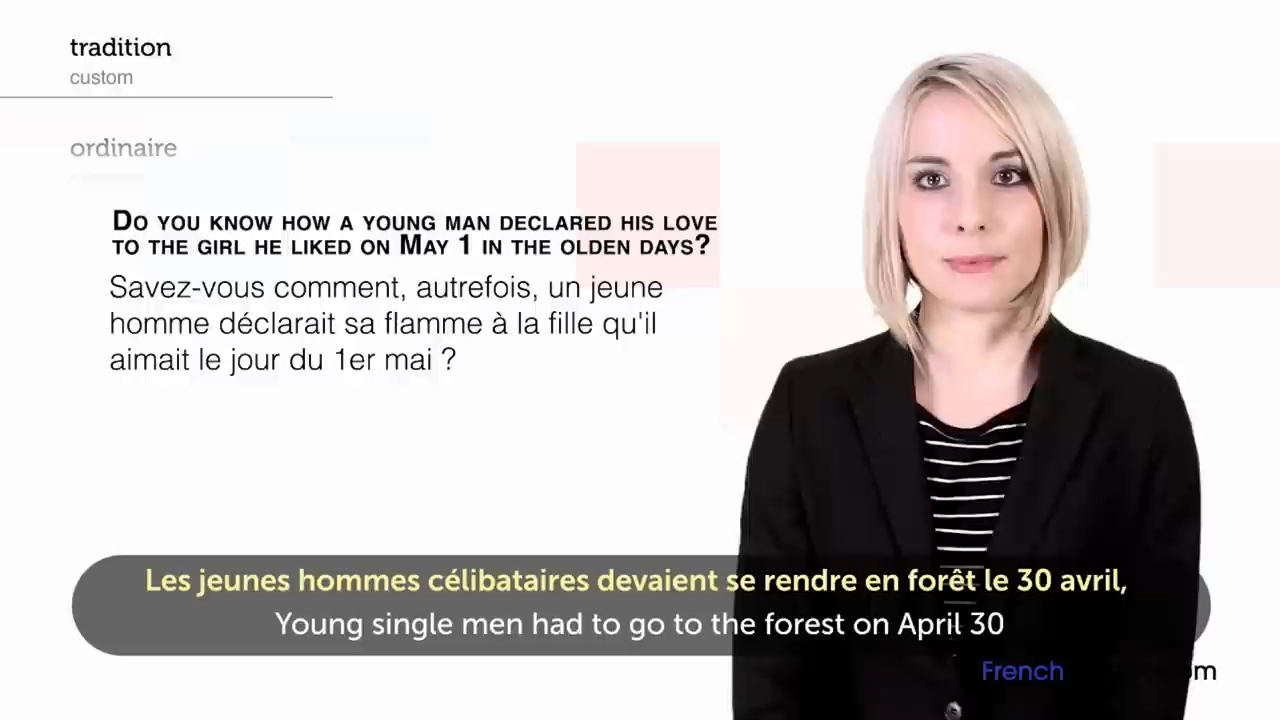 tradition
custom
ordinaire
DO YOU KNOW HOW A YOUNG MAN DECLARED HIS LOVE
TO THE GIRL HE LIKED ON MAY 1 IN THE OLDEN DAYS?
Savez-vous comment, autrefois, un jeune
homme déclarait sa flamme à la fille qu'il
aimait le jour du 1er mai ?
Les jeunes hommes célibataires devaient se rendre en forêt le 30 avril,
Young single men had to go to the forest on April 30
French